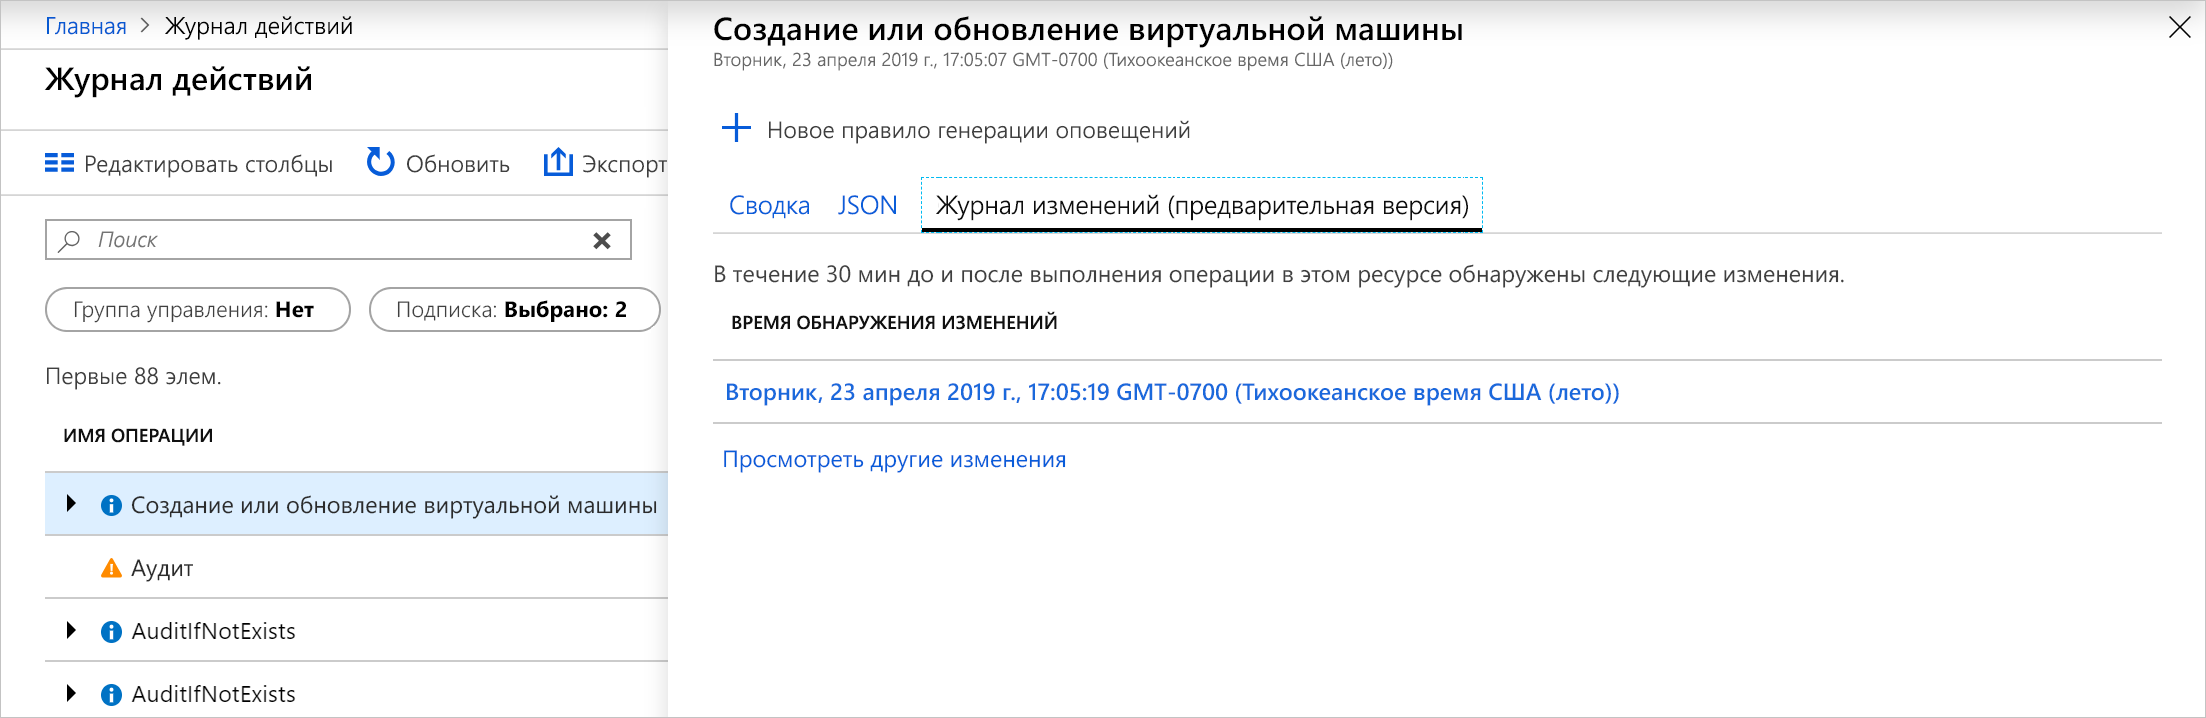 Главная > Журнал действий
Журнал действий
Редактировать столбцы Обновить Экспорт
Поиск
Группа управления: Нет Подписка: Выбрано: 2
Первые 88 элем.
ИМЯ ОПЕРАЦИИ
Создание или обновление виртуальной машины
Аудит
AuditIfNotExists
AuditIfNotExists
Создание или обновление виртуальной машины
Вторник, 23 апреля 2019 г., 17:05:07 GMT-0700 (Тихоокеанское время США (лето))
Новое правило генерации оповещений
Сводка JSON Журнал изменений (предварительная версия)
В течение 30 мин до и после выполнения операции в этом ресурсе обнаружены следующие изменения.
ВРЕМЯ ОБНАРУЖЕНИЯ ИЗМЕНЕНИЙ
Вторник, 23 апреля 2019 г., 17:05:19 GMT-0700 (Тихоокеанское время США (лето))
Просмотреть другие изменения